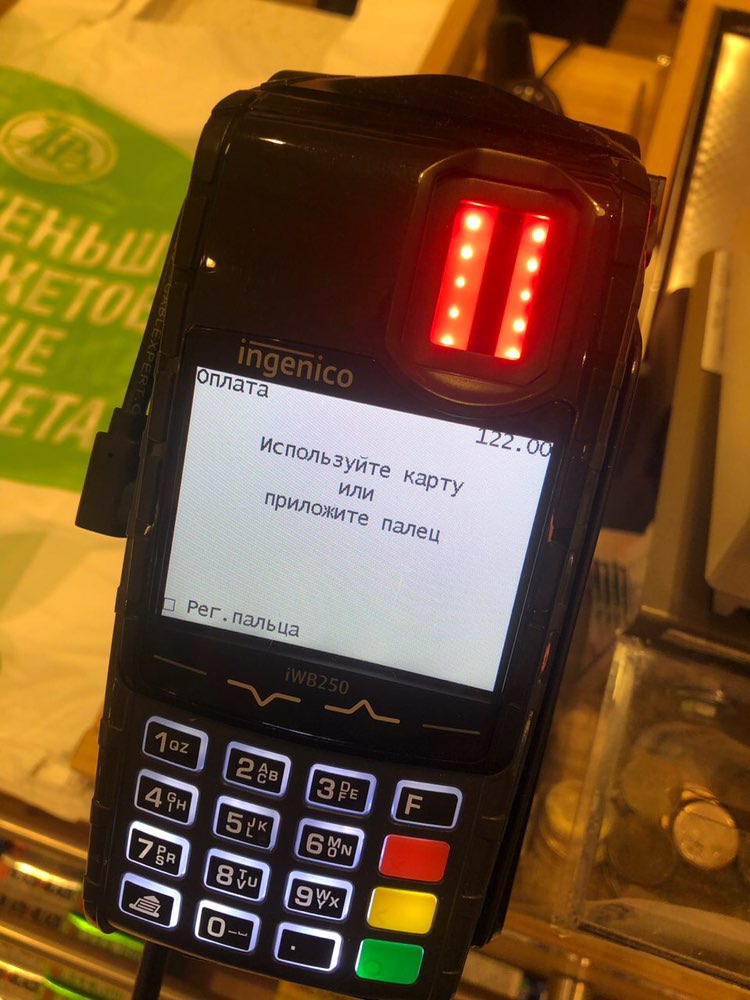 ingenico
Оплата
122.00
Используйте карту
или
приложите палец
Рег.пальца
iWB250
1QZ
2ABC
3DEF
F
4GHI
5JKL
6MNO
7PRS
8TUV
9WXY
0
.
CABLEXPERT